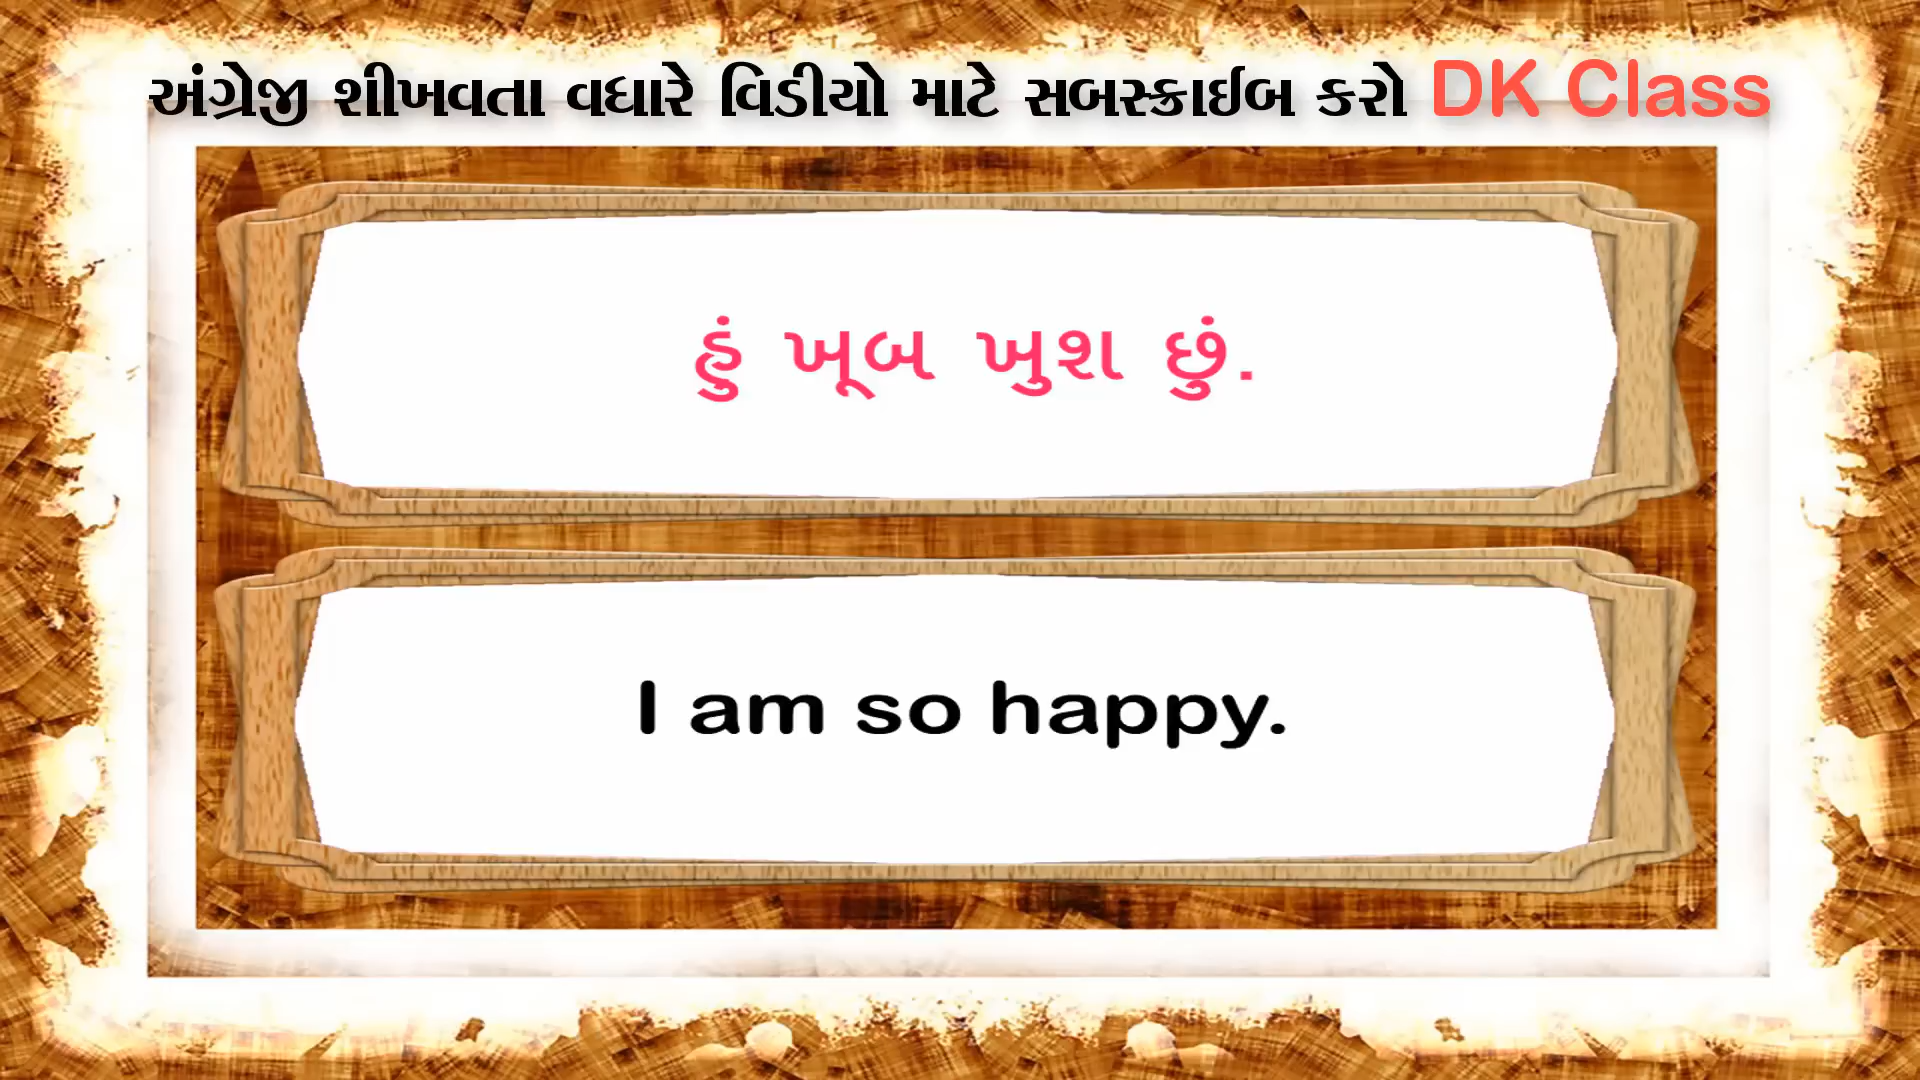 અંગ્રેજી શીખવતા વધારે વિડીયો માટે સબસ્ક્રાઈબ કરો DK Class
હું ખૂબ ખુશ છું.
I am so happy.